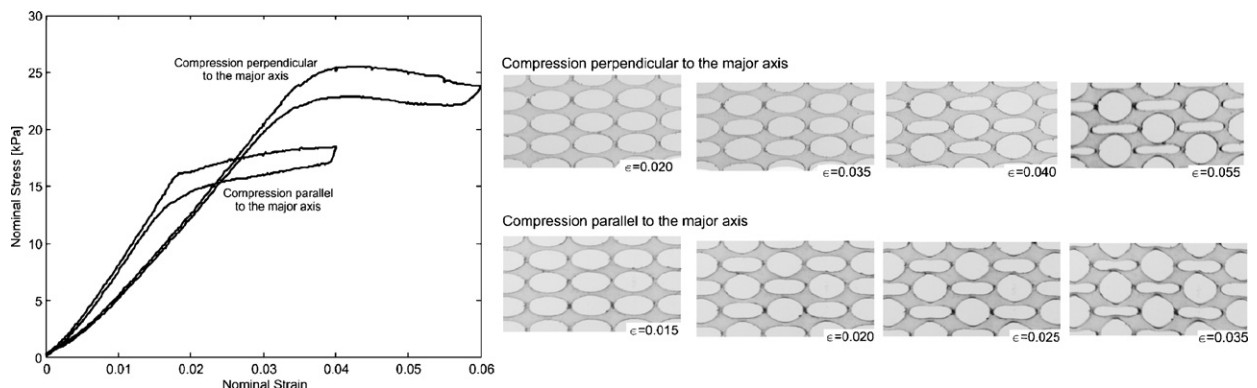 30
25
20
15
10
5
0
Nominal Stress [kPa]
Compression perpendicular
to the major axis
Compression parallel
to the major axis
0 0.01 0.02 0.03 0.04 0.05 0.06
Nominal Strain
Compression perpendicular to the major axis
ϵ=0.020 ϵ=0.035 ϵ=0.040 ϵ=0.055
Compression parallel to the major axis
ϵ=0.015 ϵ=0.020 ϵ=0.025 ϵ=0.035